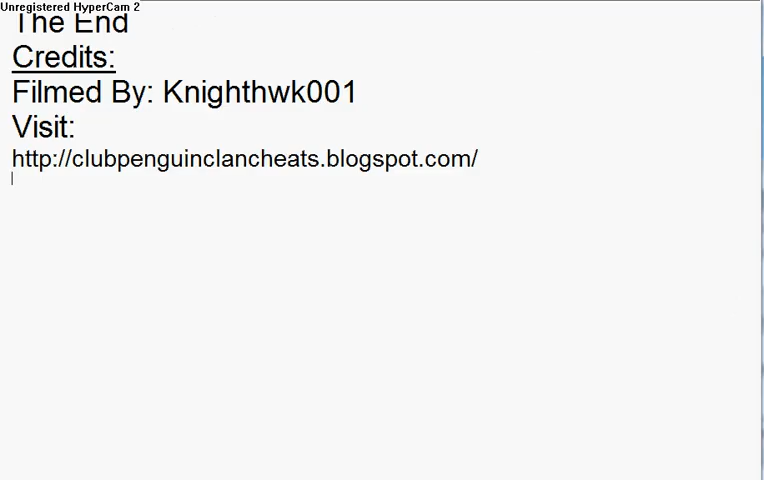 Unregistered HyperCam 2
The End
Credits:
Filmed By: Knighthwk001
Visit:
http://clubpenguinclancheats.blogspot.com/